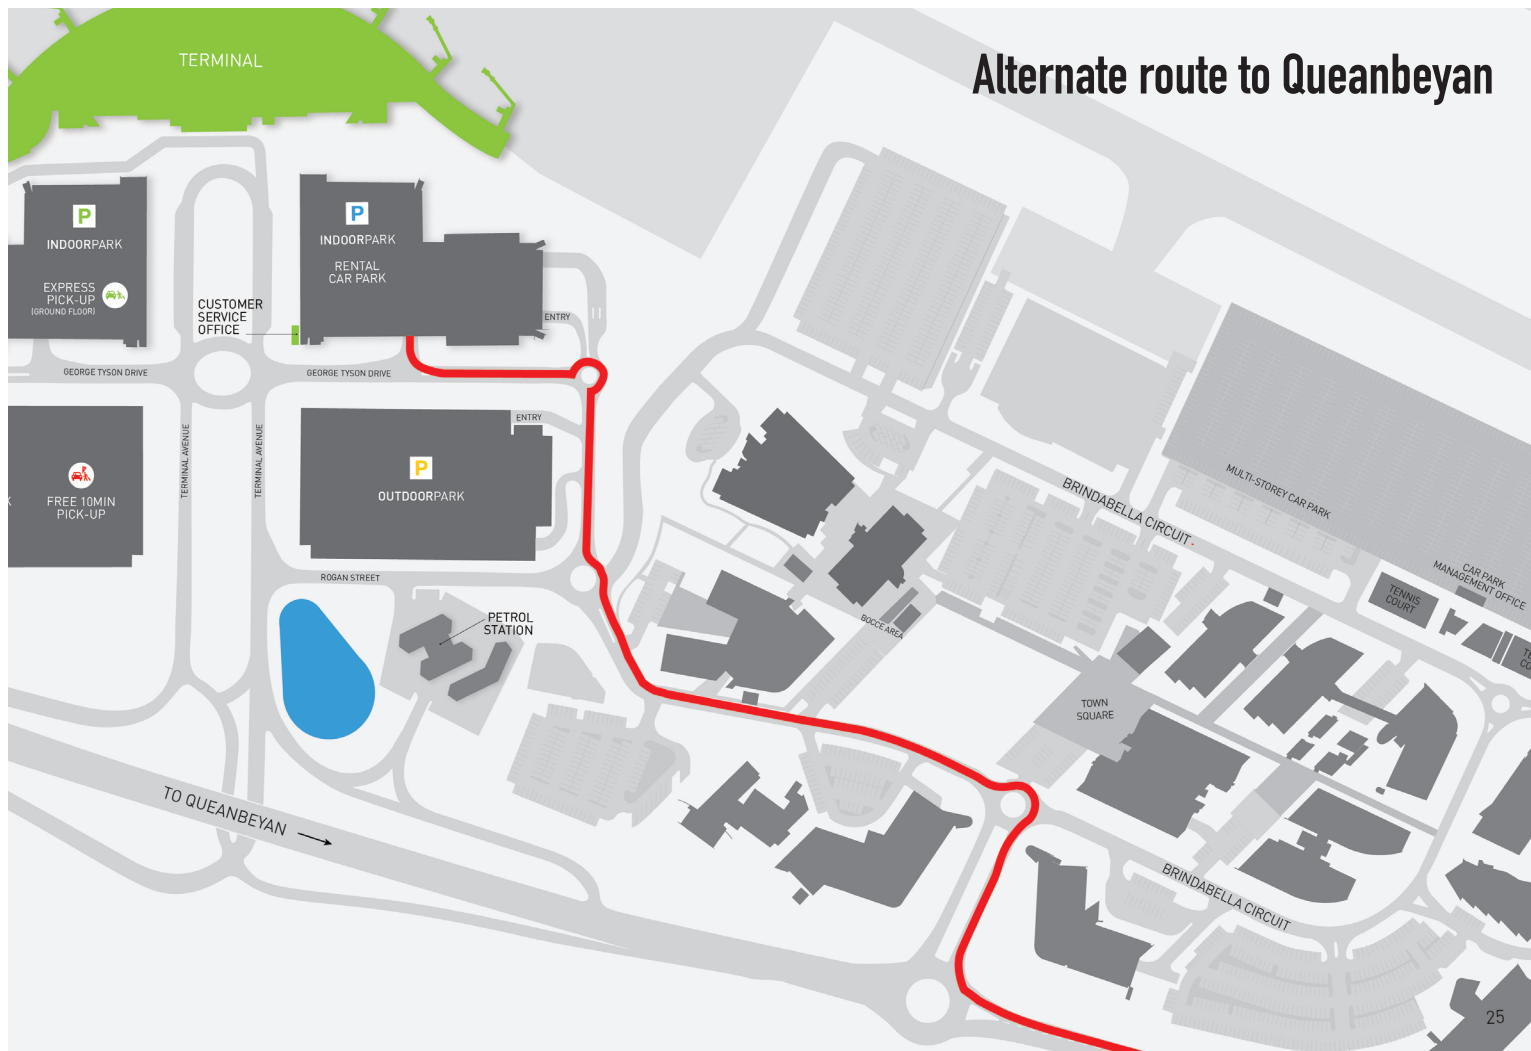 Alternate route to Queanbeyan
TERMINAL
P
INDOORPARK
EXPRESS
PICK-UP
(GROUND FLOOR)
P
INDOORPARK
RENTAL
CAR PARK
CUSTOMER
SERVICE
OFFICE
ENTRY
GEORGE TYSON DRIVE
GEORGE TYSON DRIVE
ENTRY
TERMINAL AVENUE
TERMINAL AVENUE
K
FREE 10MIN
PICK-UP
P
OUTDOORPARK
ROGAN STREET
PETROL
STATION
TO QUEANBEYAN
BRINDABELLA CIRCUIT
MULTI-STOREY CAR PARK
CAR PARK
MANAGEMENT OFFICE
TENNIS
COURT
TE
CO
BOCCE AREA
TOWN
SQUARE
BRINDABELLA CIRCUIT
25